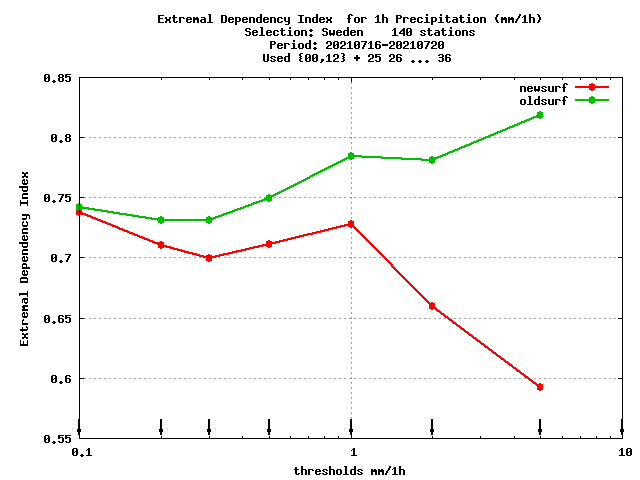 Extremal Dependency Index  for 1h Precipitation (mm/1h)
Selection: Sweden    140 stations
Period: 20210716-20210720
Used {00,12} + 25 26 ... 36
newsurf
oldsurf
Extremal Dependency Index
0.85
0.8
0.75
0.7
0.65
0.6
0.55
0.1 1 10
thresholds mm/1h